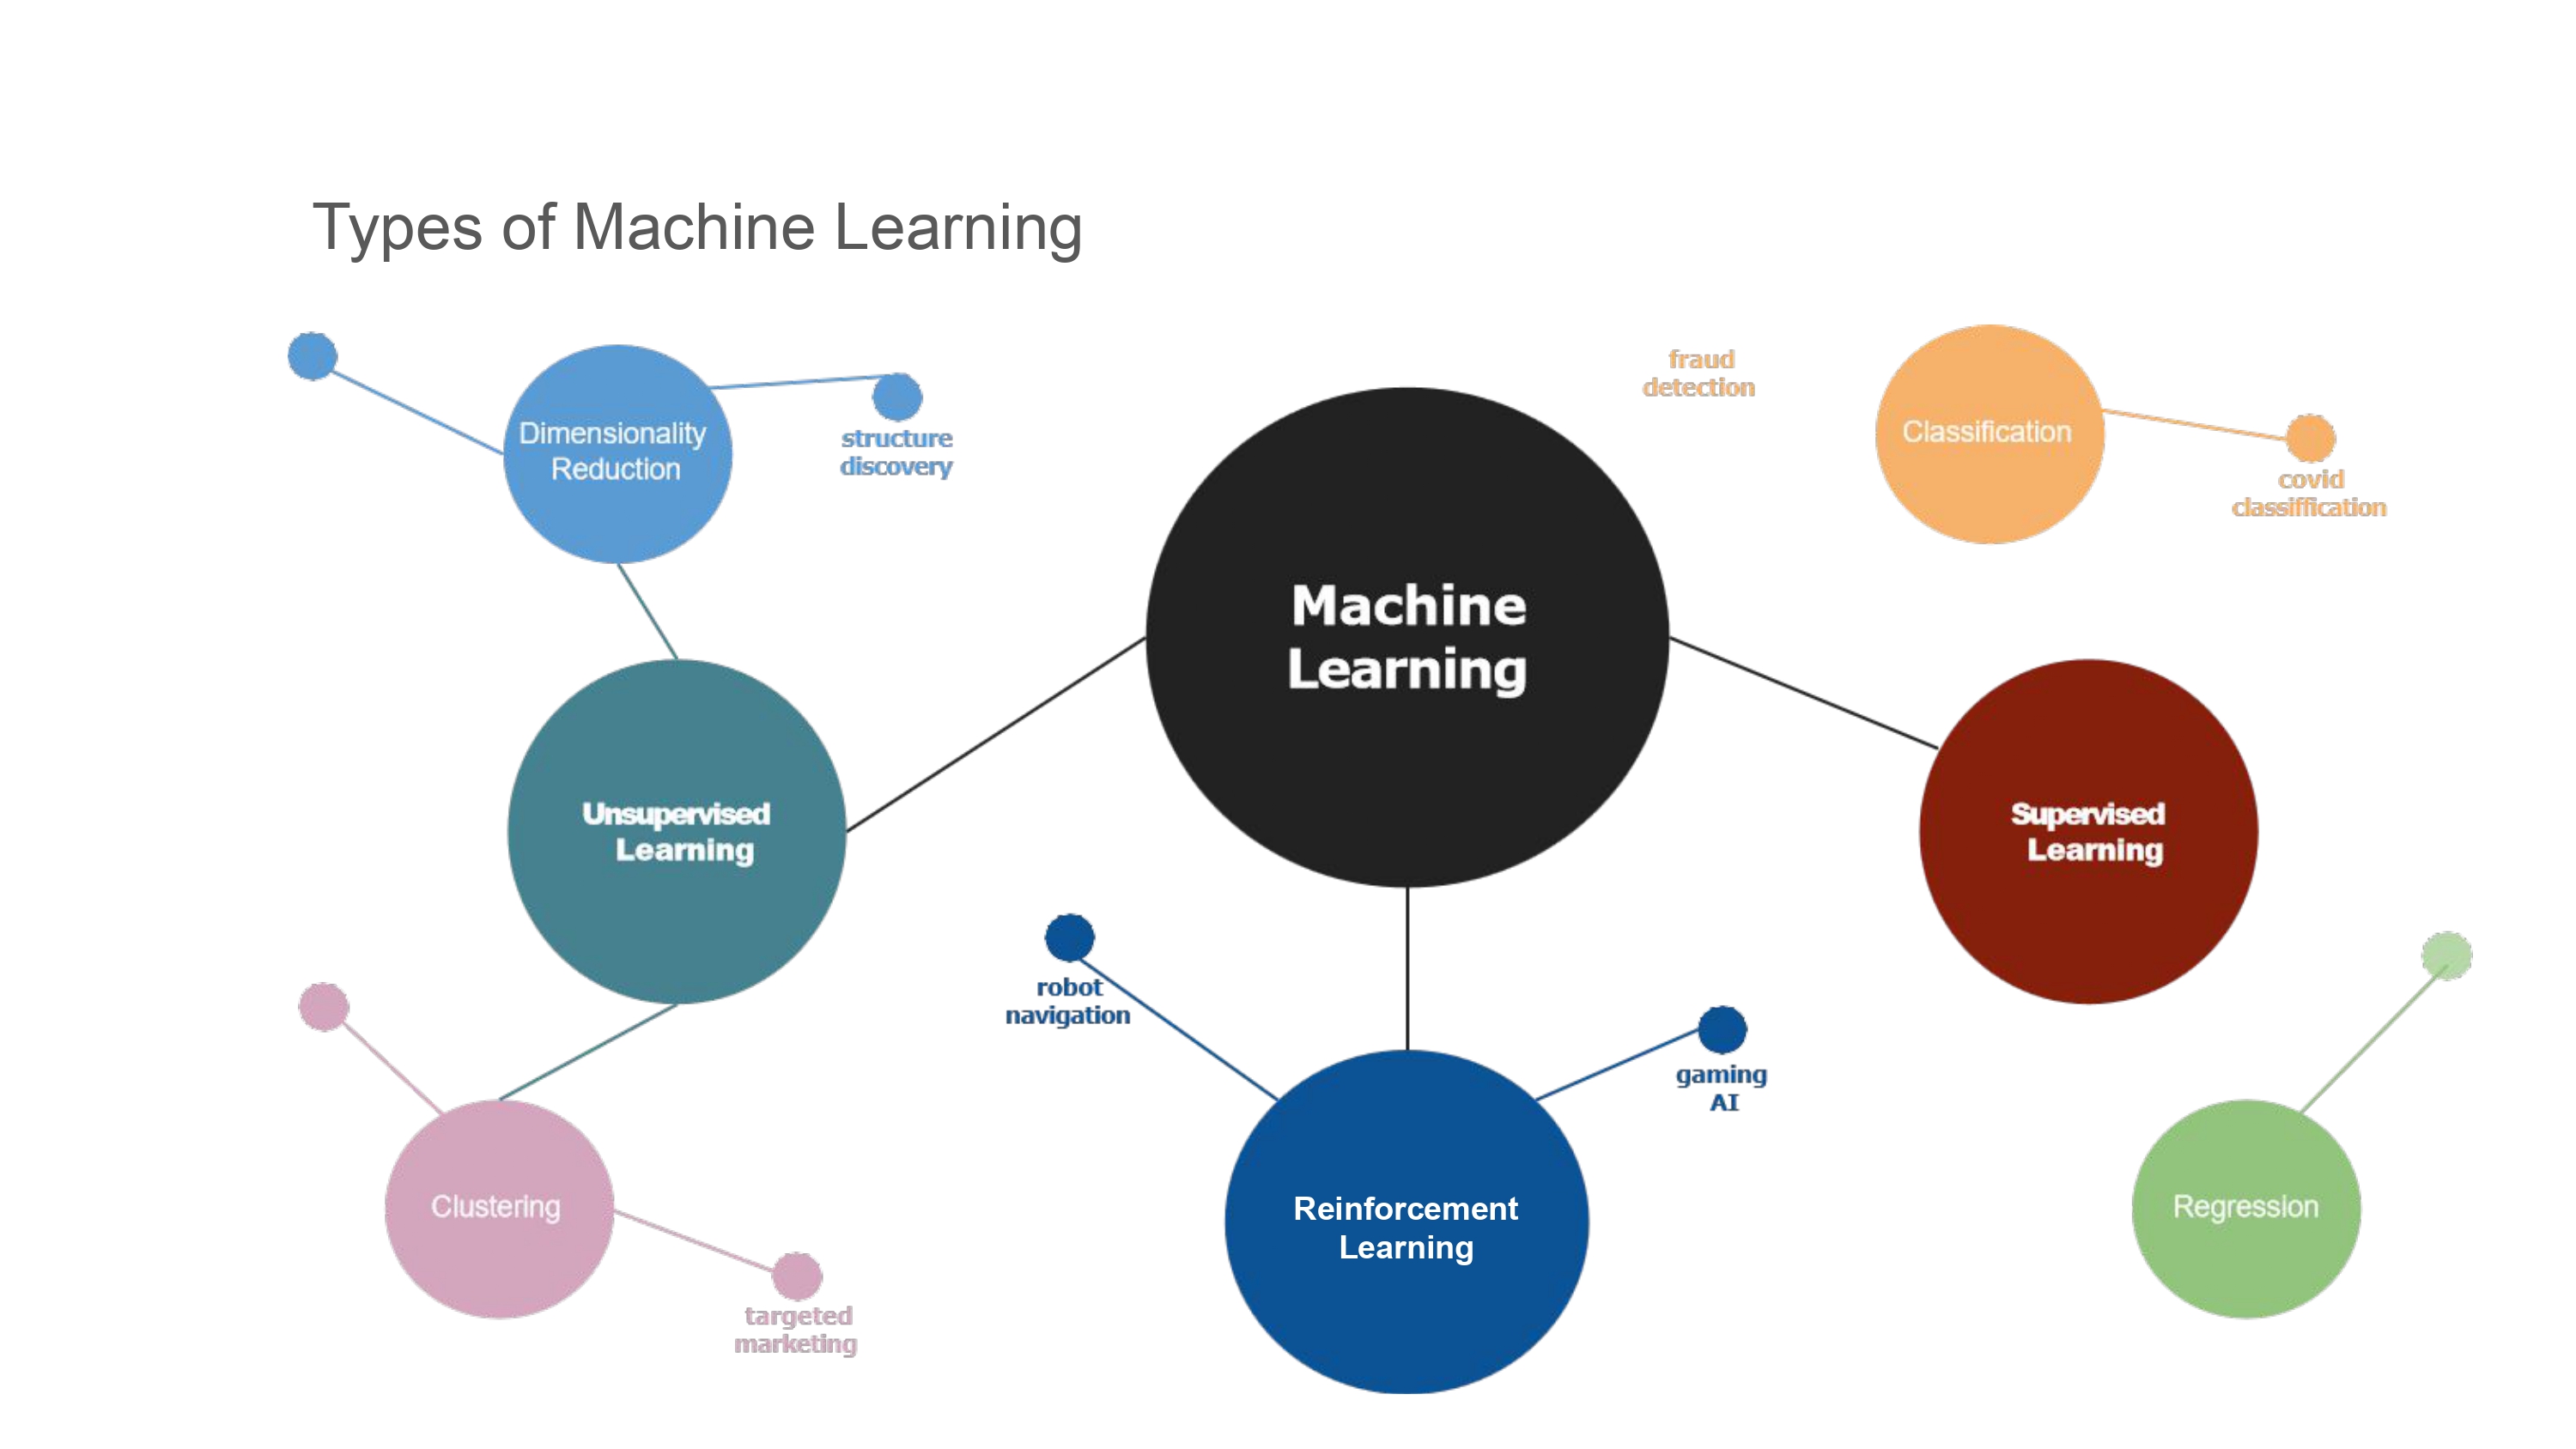 Types of Machine Learning
Dimensionality
Reduction
structure
discovery
fraud
detection
Classification
covid
classiffication
Machine
Learning
Unsupervised
Learning
Supervised
Learning
robot
navigation
gaming
AI
Clustering
targeted
marketing
Reinforcement
Learning
Regression